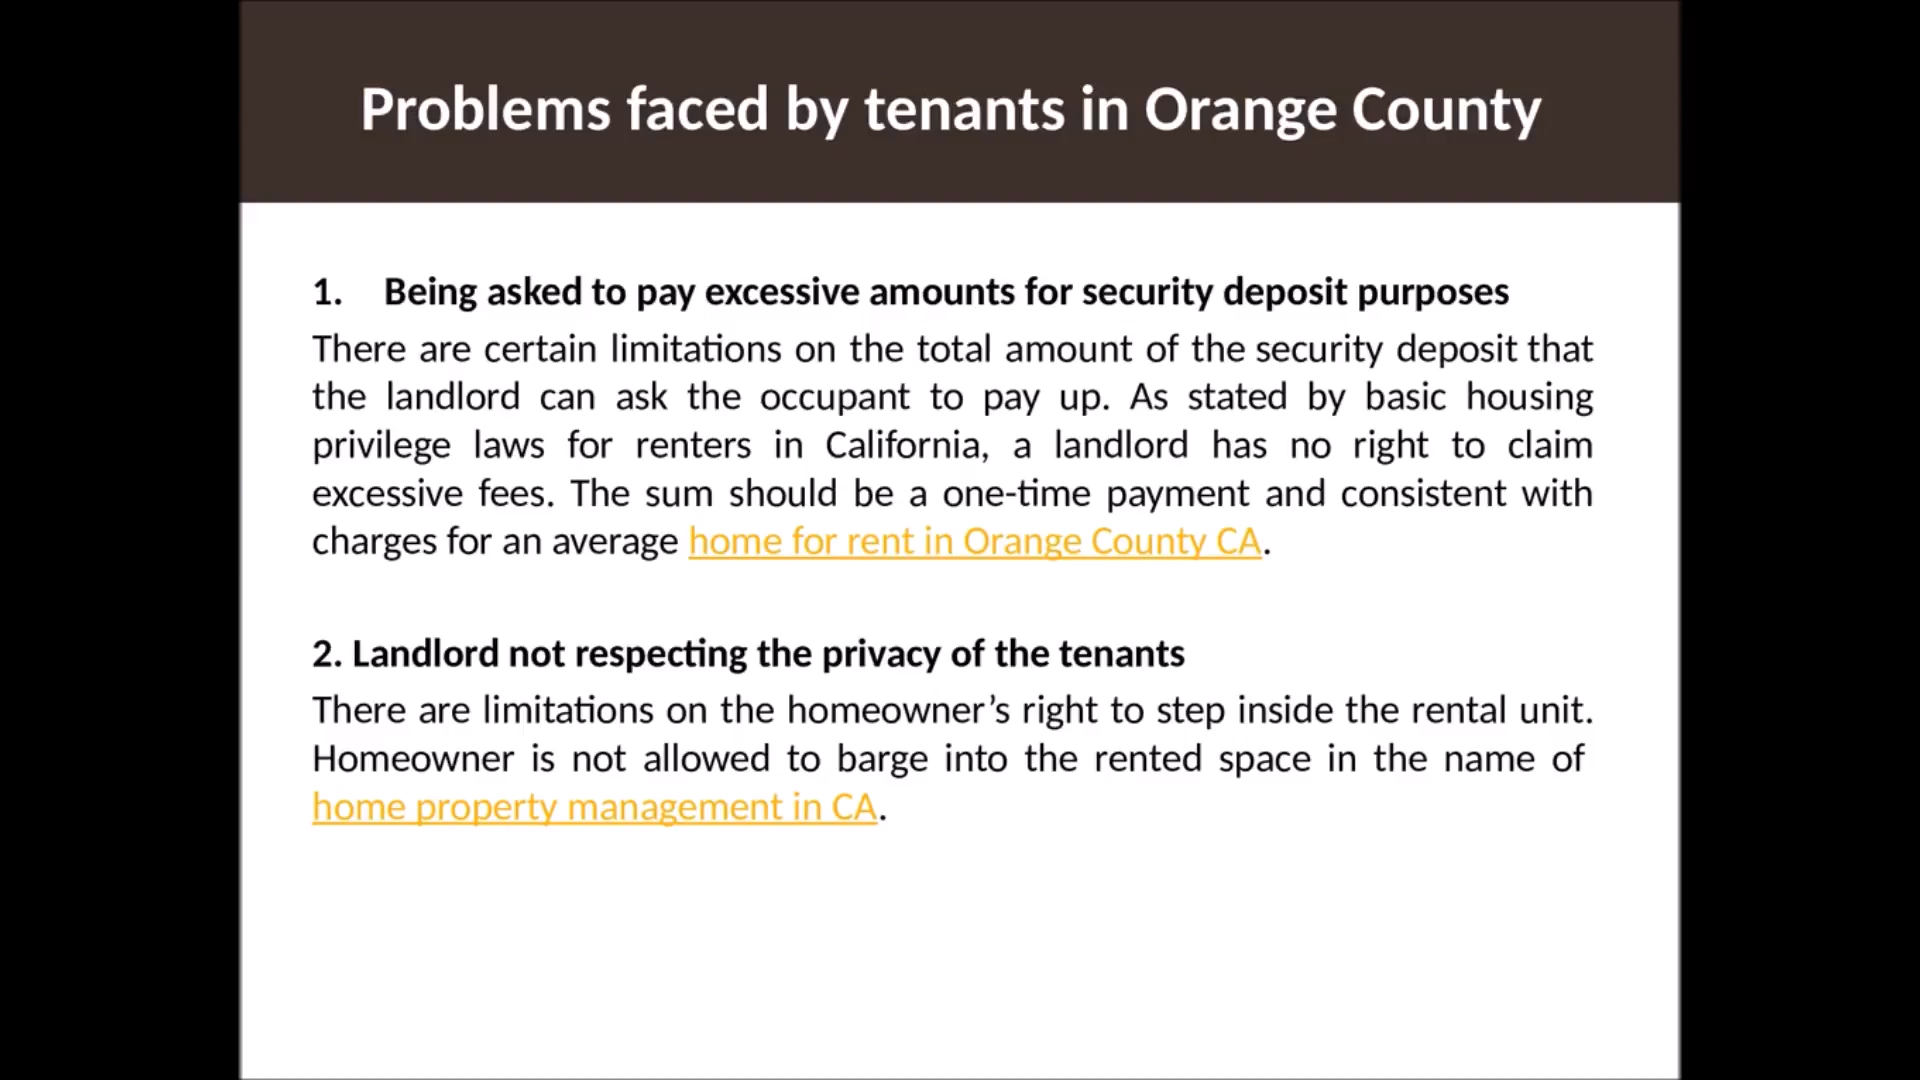 Problems faced by tenants in Orange County
1. Being asked to pay excessive amounts for security deposit purposes
There are certain limitations on the total amount of the security deposit that
the landlord can ask the occupant to pay up. As stated by basic housing
privilege laws for renters in California, a landlord has no right to claim
excessive fees. The sum should be a one-time payment and consistent with
charges for an average home for rent in Orange County CA.
2. Landlord not respecting the privacy of the tenants
There are limitations on the homeowner’s right to step inside the rental unit.
Homeowner is not allowed to barge into the rented space in the name of
home property management in CA.